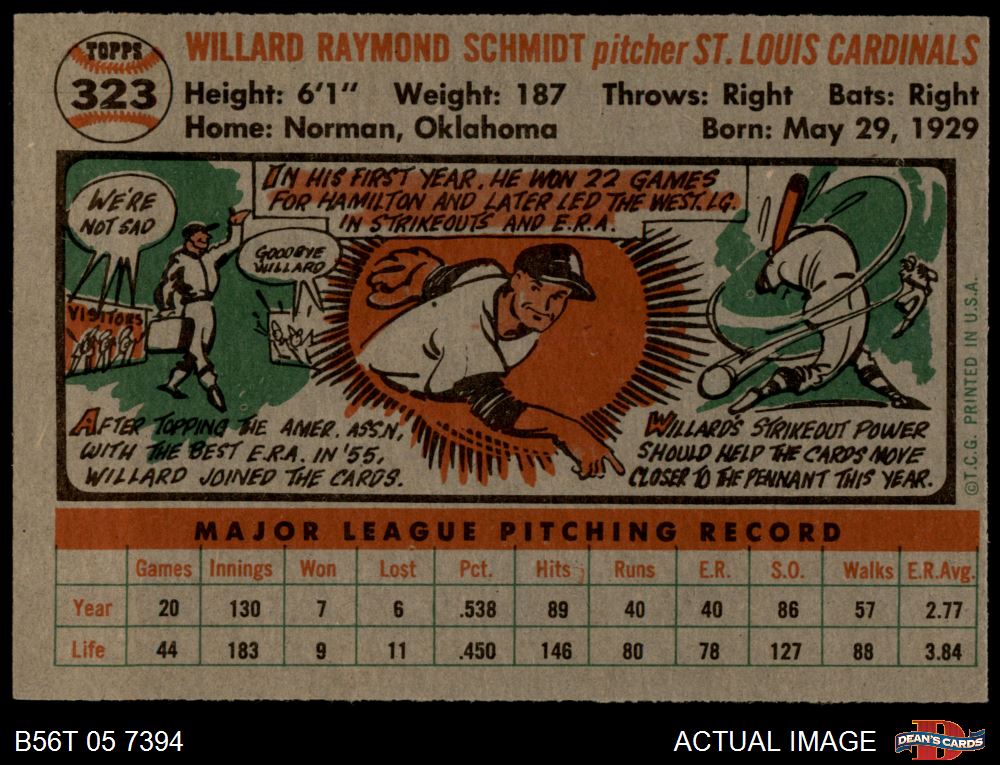 TOPPS
323
WILLARD RAYMOND SCHMIDT pitcher ST. LOUIS CARDINALS
Height: 6'1" Weight: 187 Throws: Right Bats: Right
Home: Norman, Oklahoma Born: May 29, 1929
WE'RE
NOT SAD
VISITORS
GOODBYE
WILLARD
IN HIS FIRST YEAR, HE WON 22 GAMES
FOR HAMILTON AND LATER LED THE WEST. LG.
IN STRIKEOUTS AND E.R.A.
AFTER TOPPING THE AMER. ASS'N,
WITH THE BEST E.R.A. IN '55,
WILLARD JOINED THE CARDS.
WILLARD'S STRIKEOUT POWER
SHOULD HELP THE CARDS MOVE
CLOSER TO THE PENNANT THIS YEAR.
©T.C.G. PRINTED IN U.S.A.
MAJOR LEAGUE PITCHING RECORD
Games Innings Won Lost Pct. Hits Runs E.R. S.O. Walks E.R.Avg.
Year 20 130 7 6 .538 89 40 40 86 57 2.77
Life 44 183 9 11 .450 146 80 78 127 88 3.84
B56T 05 7394
ACTUAL IMAGE
DEAN'S CARDS